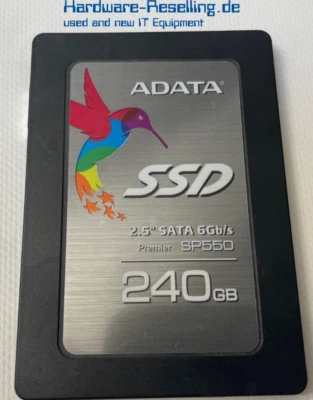 Hardware-Reselling.de
used and new IT Equipment
ADATA
SSD
2.5" SATA 6Gb/s
Premier SP550
240GB